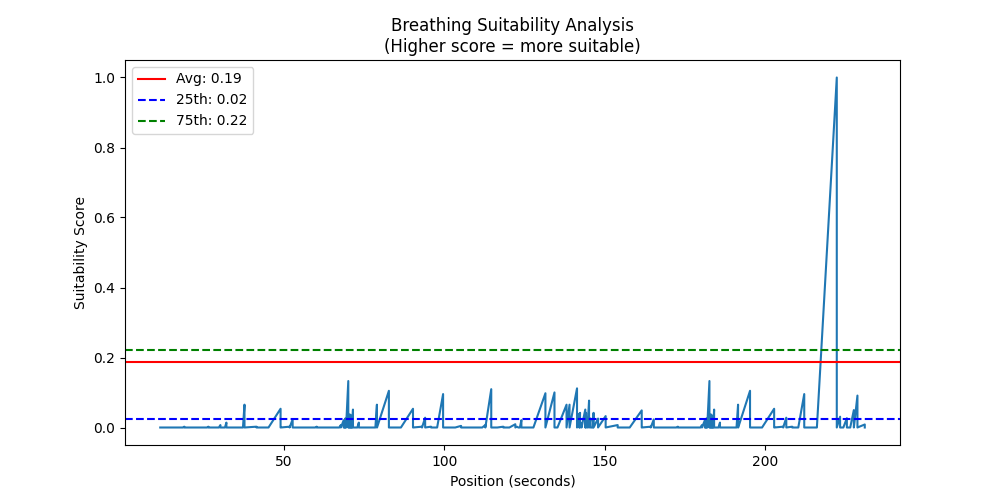 Breathing Suitability Analysis
(Higher score = more suitable)
Avg: 0.19
25th: 0.02
75th: 0.22
Suitability Score
1.0
0.8
0.6
0.4
0.2
0.0
50
100
150
200
Position (seconds)